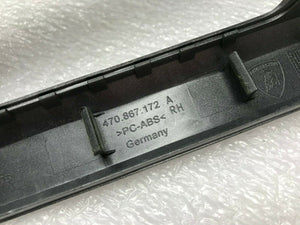 470.867.172 A
>PC-ABS< RH
Germany